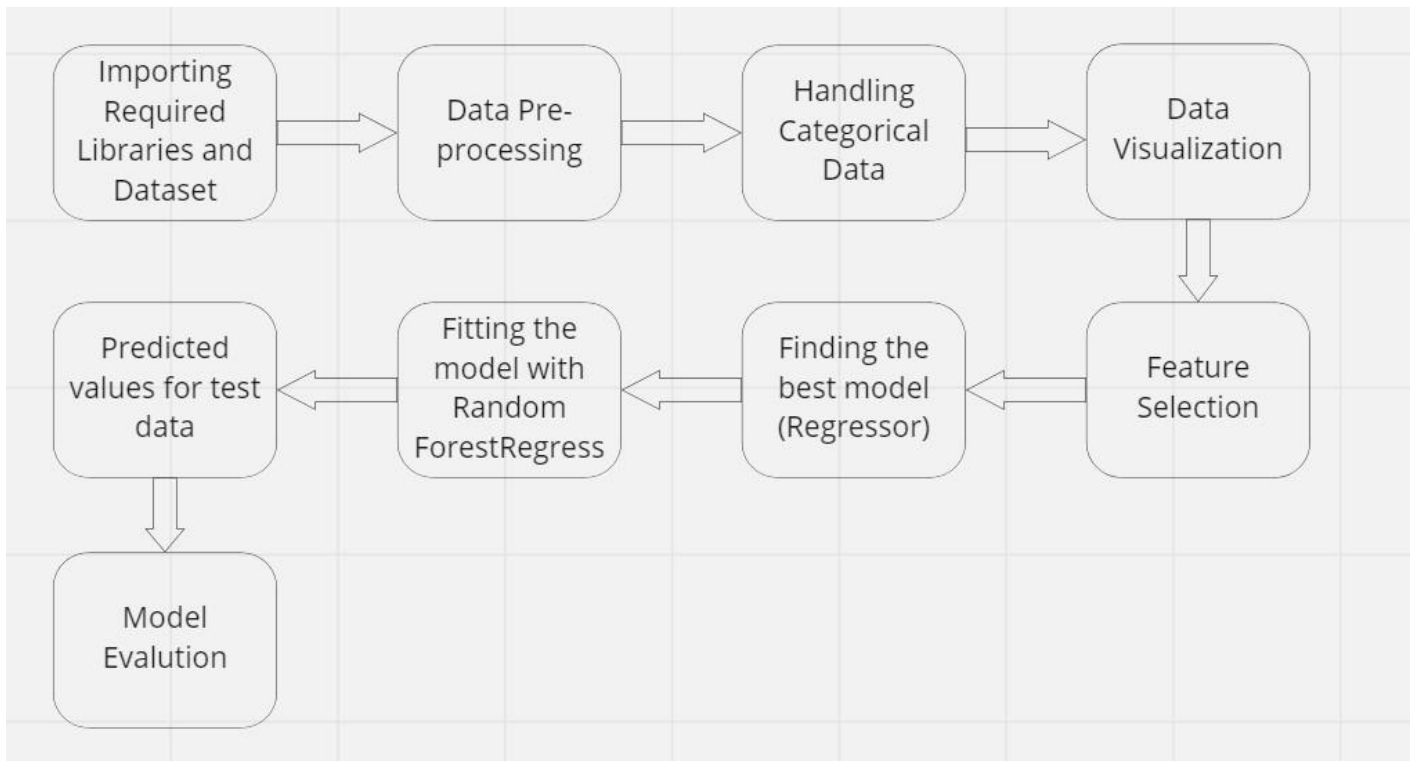 Importing
Required
Libraries and
Dataset
Data Pre-
processing
Handling
Categorical
Data
Data
Visualization
Feature
Selection
Finding the
best model
(Regressor)
Fitting the
model with
Random
ForestRegress
Predicted
values for test
data
Model
Evalution